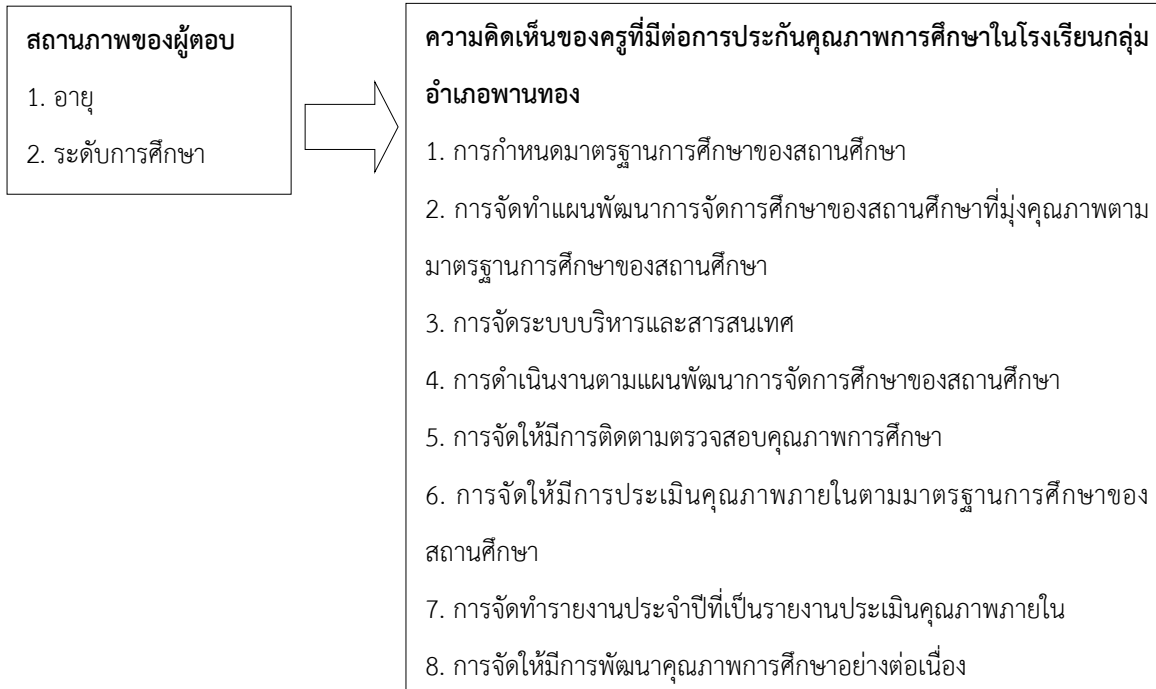 สถานภาพของผู้ตอบ
1. อายุ
2. ระดับการศึกษา
ความคิดเห็นของครูที่มีต่อการประกันคุณภาพการศึกษาในโรงเรียนกลุ่ม
อำเภอพานทอง
1. การกำหนดมาตรฐานการศึกษาของสถานศึกษา
2. การจัดทำแผนพัฒนาการจัดการศึกษาของสถานศึกษาที่มุ่งคุณภาพตาม
มาตรฐานการศึกษาของสถานศึกษา
3. การจัดระบบบริหารและสารสนเทศ
4. การดำเนินงานตามแผนพัฒนาการจัดการศึกษาของสถานศึกษา
5. การจัดให้มีการติดตามตรวจสอบคุณภาพการศึกษา
6. การจัดให้มีการประเมินคุณภาพภายในตามมาตรฐานการศึกษาของ
สถานศึกษา
7. การจัดทำรายงานประจำปีที่เป็นรายงานประเมินคุณภาพภายใน
8. การจัดให้มีการพัฒนาคุณภาพการศึกษาอย่างต่อเนื่อง